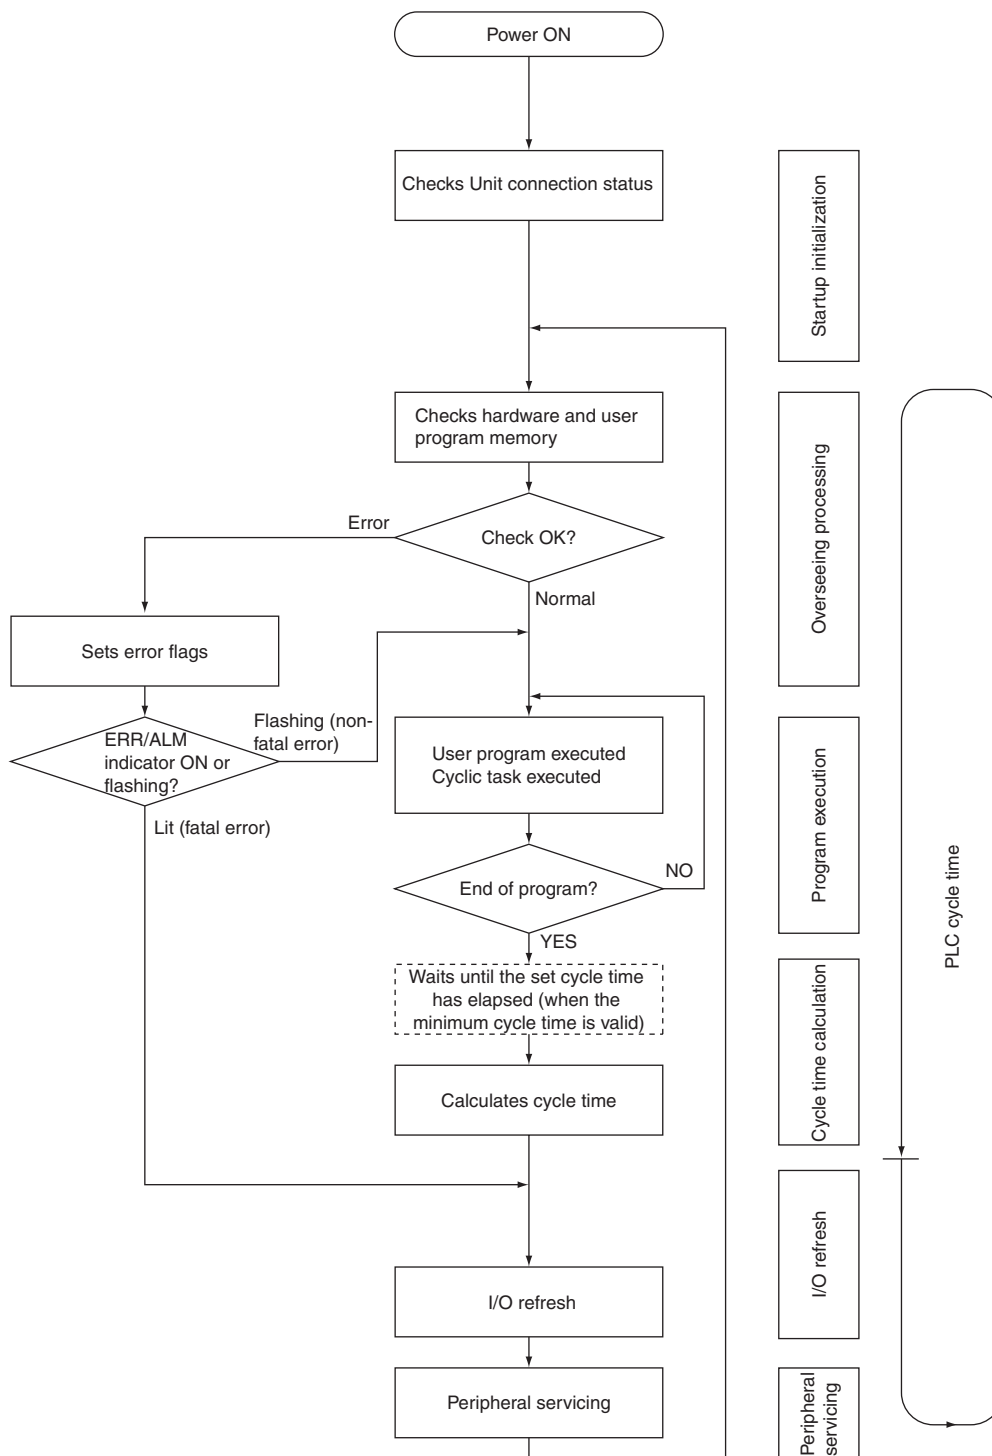 Power ON
Checks Unit connection status
Startup initialization
Checks hardware and user
program memory
Error
Check OK?
Normal
Overseeing processing
Sets error flags
Flashing (non-
fatal error)
ERR/ALM
indicator ON or
flashing?
Lit (fatal error)
User program executed
Cyclic task executed
NO
End of program?
YES
Program execution
PLC cycle time
Waits until the set cycle time
has elapsed (when the
minimum cycle time is valid)
Calculates cycle time
Cycle time calculation
I/O refresh
I/O refresh
Peripheral servicing
Peripheral
servicing